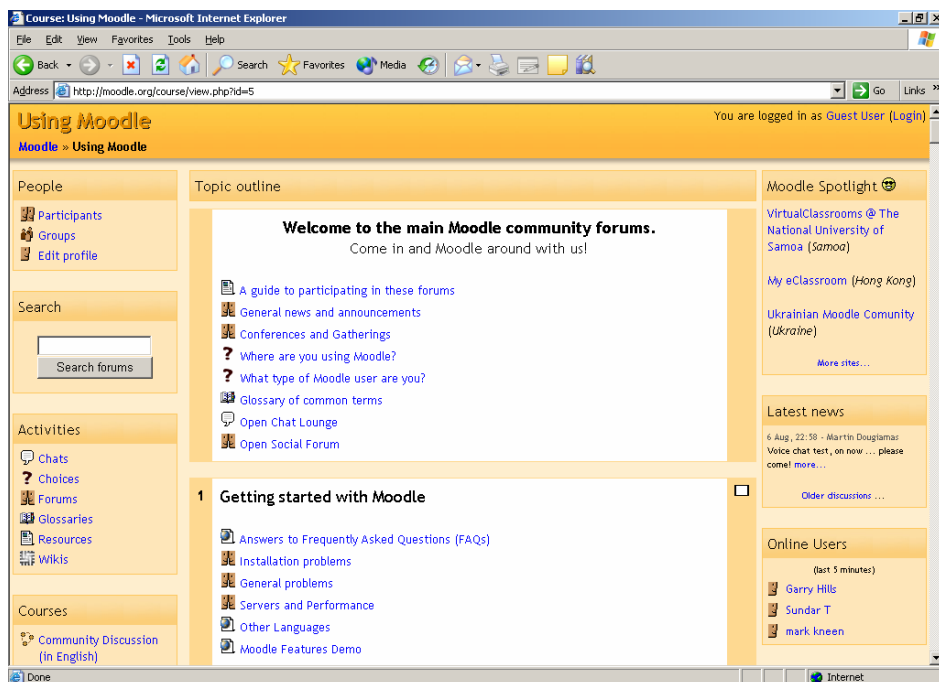 Course: Using Moodle - Microsoft Internet Explorer
File Edit View Favorites Tools Help
Back Search Favorites Media
Address http://moodle.org/course/view.php?id=5 Go Links »
Using Moodle
You are logged in as Guest User (Login)
Moodle » Using Moodle
People
Participants
Groups
Edit profile
Search
Search forums
Activities
Chats
? Choices
Forums
Glossaries
Resources
Wikis
Courses
Community Discussion
(in English)
Topic outline
Welcome to the main Moodle community forums.
Come in and Moodle around with us!
A guide to participating in these forums
General news and announcements
Conferences and Gatherings
? Where are you using Moodle?
? What type of Moodle user are you?
Glossary of common terms
Open Chat Lounge
Open Social Forum
1 Getting started with Moodle
Answers to Frequently Asked Questions (FAQs)
Installation problems
General problems
Servers and Performance
Other Languages
Moodle Features Demo
Moodle Spotlight
VirtualClassrooms @ The
National University of
Samoa (Samoa)
My eClassroom (Hong Kong)
Ukrainian Moodle Comunity
(Ukraine)
More sites...
Latest news
6 Aug, 22:58 - Martin Dougiamas
Voice chat test, on now ... please
come! more...
Older discussions ...
Online Users
(last 5 minutes)
Garry Hills
Sundar T
mark kneen
Done Internet